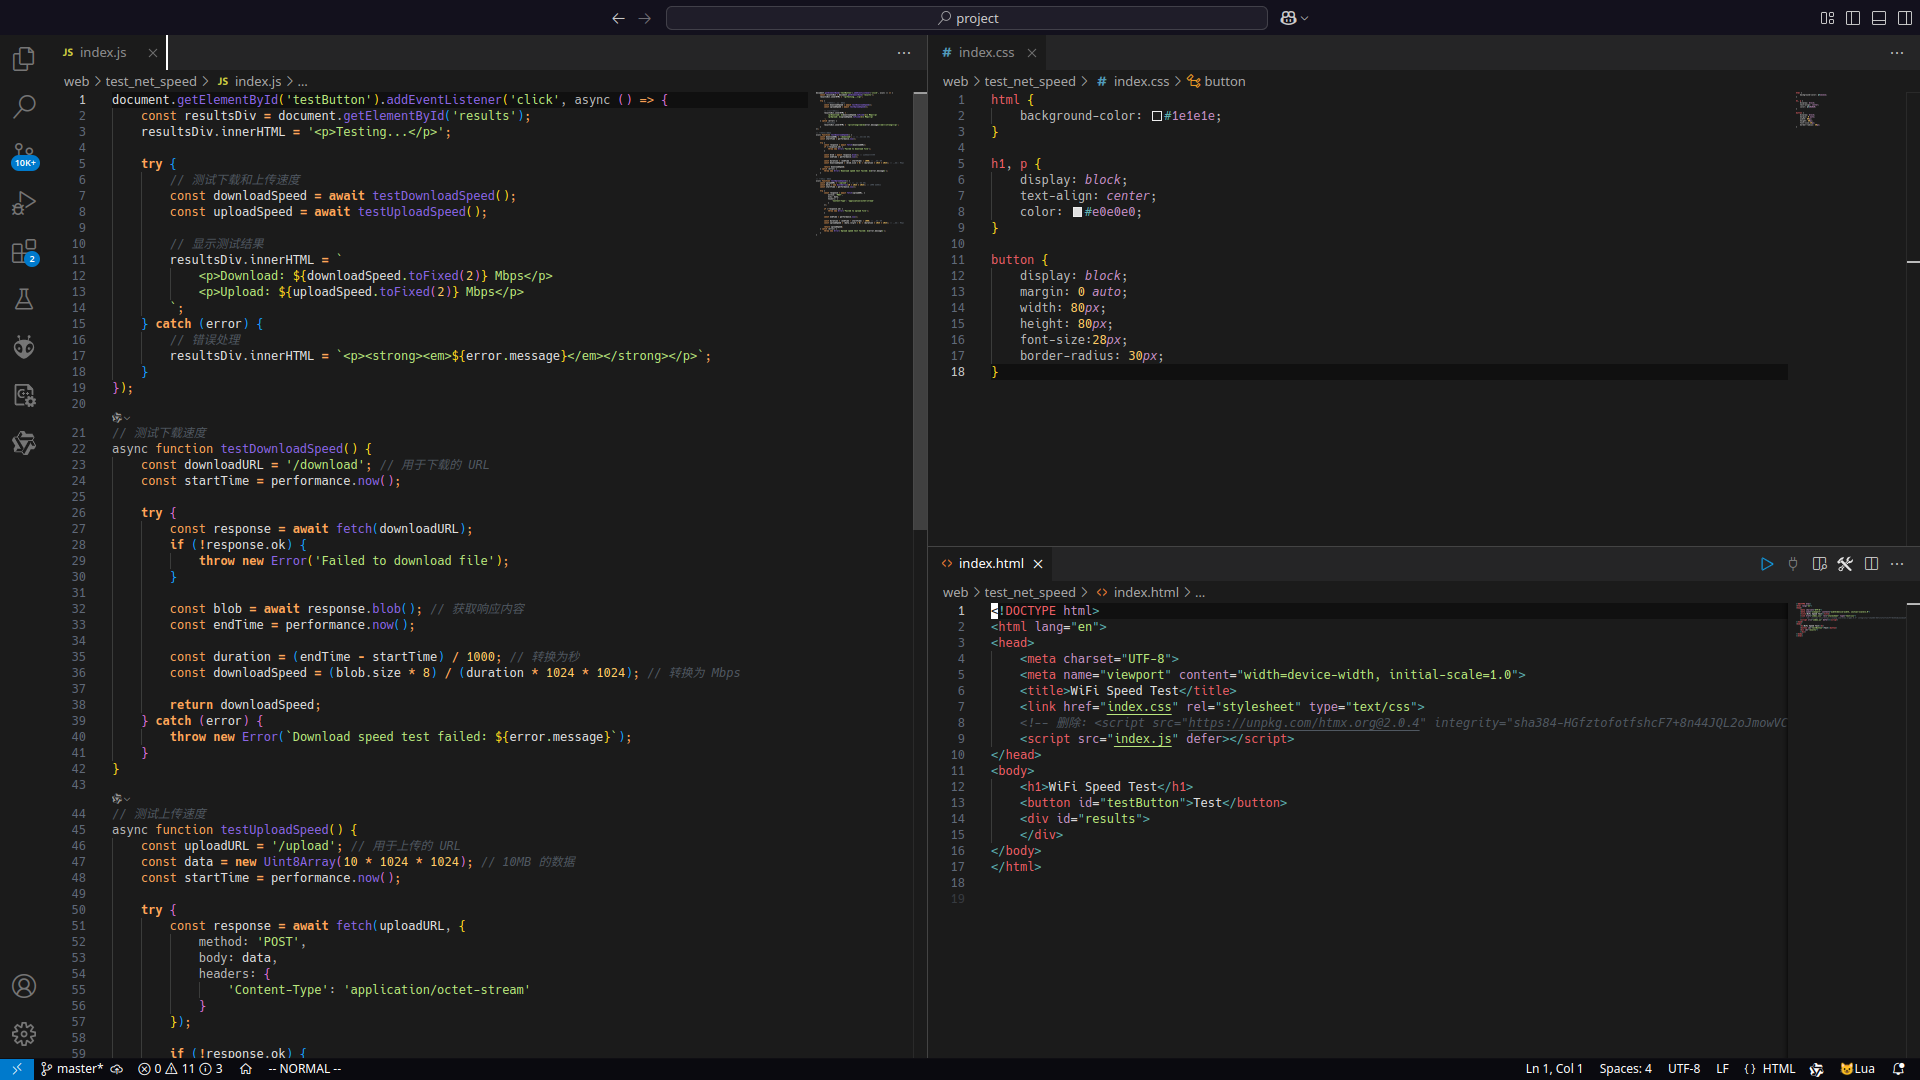 project
JS index.js
web > test_net_speed > JS index.js > ...
1 document.getElementById('testButton').addEventListener('click', async () => {
2     const resultsDiv = document.getElementById('results');
3     resultsDiv.innerHTML = '<p>Testing...</p>';
4
5     try {
6         // 测试下载和上传速度
7         const downloadSpeed = await testDownloadSpeed();
8         const uploadSpeed = await testUploadSpeed();
9
10         // 显示测试结果
11         resultsDiv.innerHTML = `
12             <p>Download: ${downloadSpeed.toFixed(2)} Mbps</p>
13             <p>Upload: ${uploadSpeed.toFixed(2)} Mbps</p>
14         `;
15     } catch (error) {
16         // 错误处理
17         resultsDiv.innerHTML = `<p><strong><em>${error.message}</em></strong></p>`;
18     }
19 });
20
21 // 测试下载速度
22 async function testDownloadSpeed() {
23     const downloadURL = '/download'; // 用于下载的 URL
24     const startTime = performance.now();
25
26     try {
27         const response = await fetch(downloadURL);
28         if (!response.ok) {
29             throw new Error('Failed to download file');
30         }
31
32         const blob = await response.blob(); // 获取响应内容
33         const endTime = performance.now();
34
35         const duration = (endTime - startTime) / 1000; // 转换为秒
36         const downloadSpeed = (blob.size * 8) / (duration * 1024 * 1024); // 转换为 Mbps
37
38         return downloadSpeed;
39     } catch (error) {
40         throw new Error(`Download speed test failed: ${error.message}`);
41     }
42 }
43
44 // 测试上传速度
45 async function testUploadSpeed() {
46     const uploadURL = '/upload'; // 用于上传的 URL
47     const data = new Uint8Array(10 * 1024 * 1024); // 10MB 的数据
48     const startTime = performance.now();
49
50     try {
51         const response = await fetch(uploadURL, {
52             method: 'POST',
53             body: data,
54             headers: {
55                 'Content-Type': 'application/octet-stream'
56             }
57         });
58
59         if (!response.ok) {
# index.css
web > test_net_speed > # index.css > button
1 html {
2     background-color: #1e1e1e;
3 }
4
5 h1, p {
6     display: block;
7     text-align: center;
8     color: #e0e0e0;
9 }
10
11 button {
12     display: block;
13     margin: 0 auto;
14     width: 80px;
15     height: 80px;
16     font-size:28px;
17     border-radius: 30px;
18 }
<> index.html
web > test_net_speed > <> index.html > ...
1 <!DOCTYPE html>
2 <html lang="en">
3 <head>
4     <meta charset="UTF-8">
5     <meta name="viewport" content="width=device-width, initial-scale=1.0">
6     <title>WiFi Speed Test</title>
7     <link href="index.css" rel="stylesheet" type="text/css">
8     <!-- 删除: <script src="https://unpkg.com/htmx.org@2.0.4" integrity="sha384-HGfztofotfshcF7+8n44JQL2oJmowVC
9     <script src="index.js" defer></script>
10 </head>
11 <body>
12     <h1>WiFi Speed Test</h1>
13     <button id="testButton">Test</button>
14     <div id="results">
15     </div>
16 </body>
17 </html>
18
19
10K+
2
master* 0 11 3 -- NORMAL --
Ln 1, Col 1 Spaces: 4 UTF-8 LF {} HTML Lua